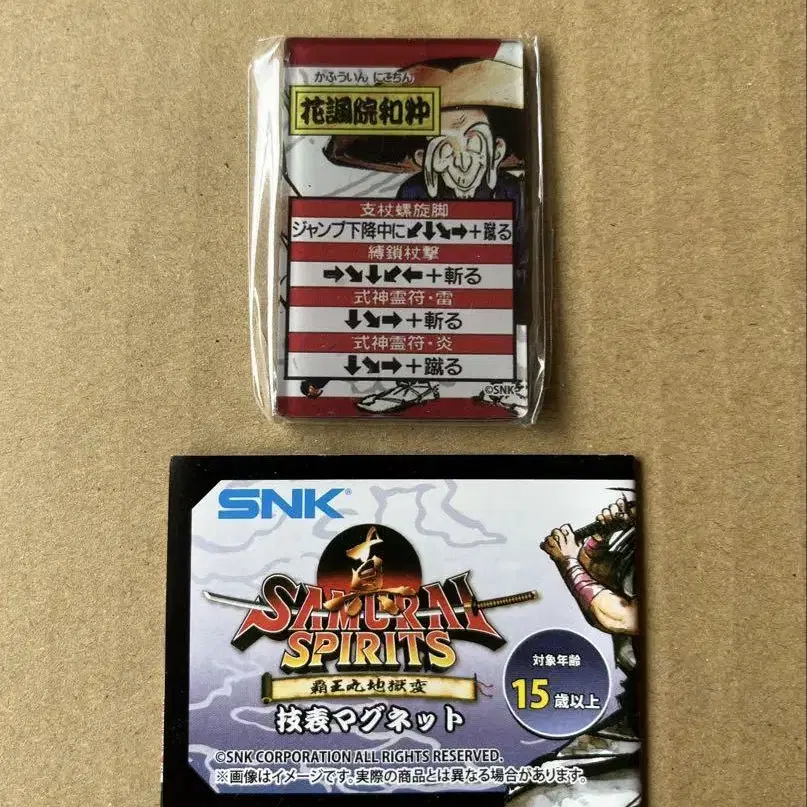 かふういん にこちん
花諷院和狆
支杖螺旋脚
ジャンプ下降中に↙⬇↘➡+蹴る
縛鎖杖撃
➡↘⬇↙➡+斬る
式神霊符・雷
⬇↘➡+斬る
式神霊符・炎
⬇↘➡+蹴る
©SNK
SNK®
真
SAMURAI
SPIRITS
覇王丸地獄変
技表マグネット
対象年齢
15歳以上
©SNK CORPORATION ALL RIGHTS RESERVED.
※画像はイメージです。実際の商品とは異なる場合があります。